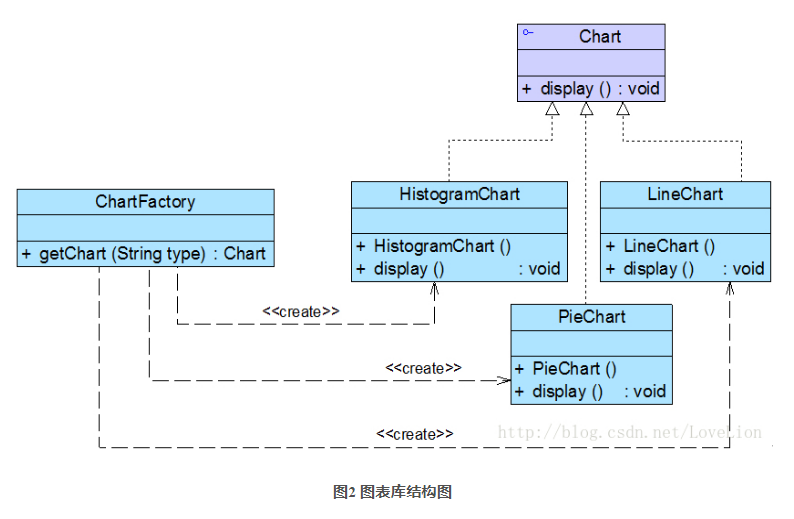 Chart
+ display () : void
ChartFactory
+ getChart (String type) : Chart
HistogramChart
+ HistogramChart ()
+ display () : void
LineChart
+ LineChart ()
+ display () : void
<<create>>
PieChart
+ PieChart ()
+ display () : void
<<create>>
<<create>>
http://blog.csdn.net/LoveLion
图2 图表库结构图